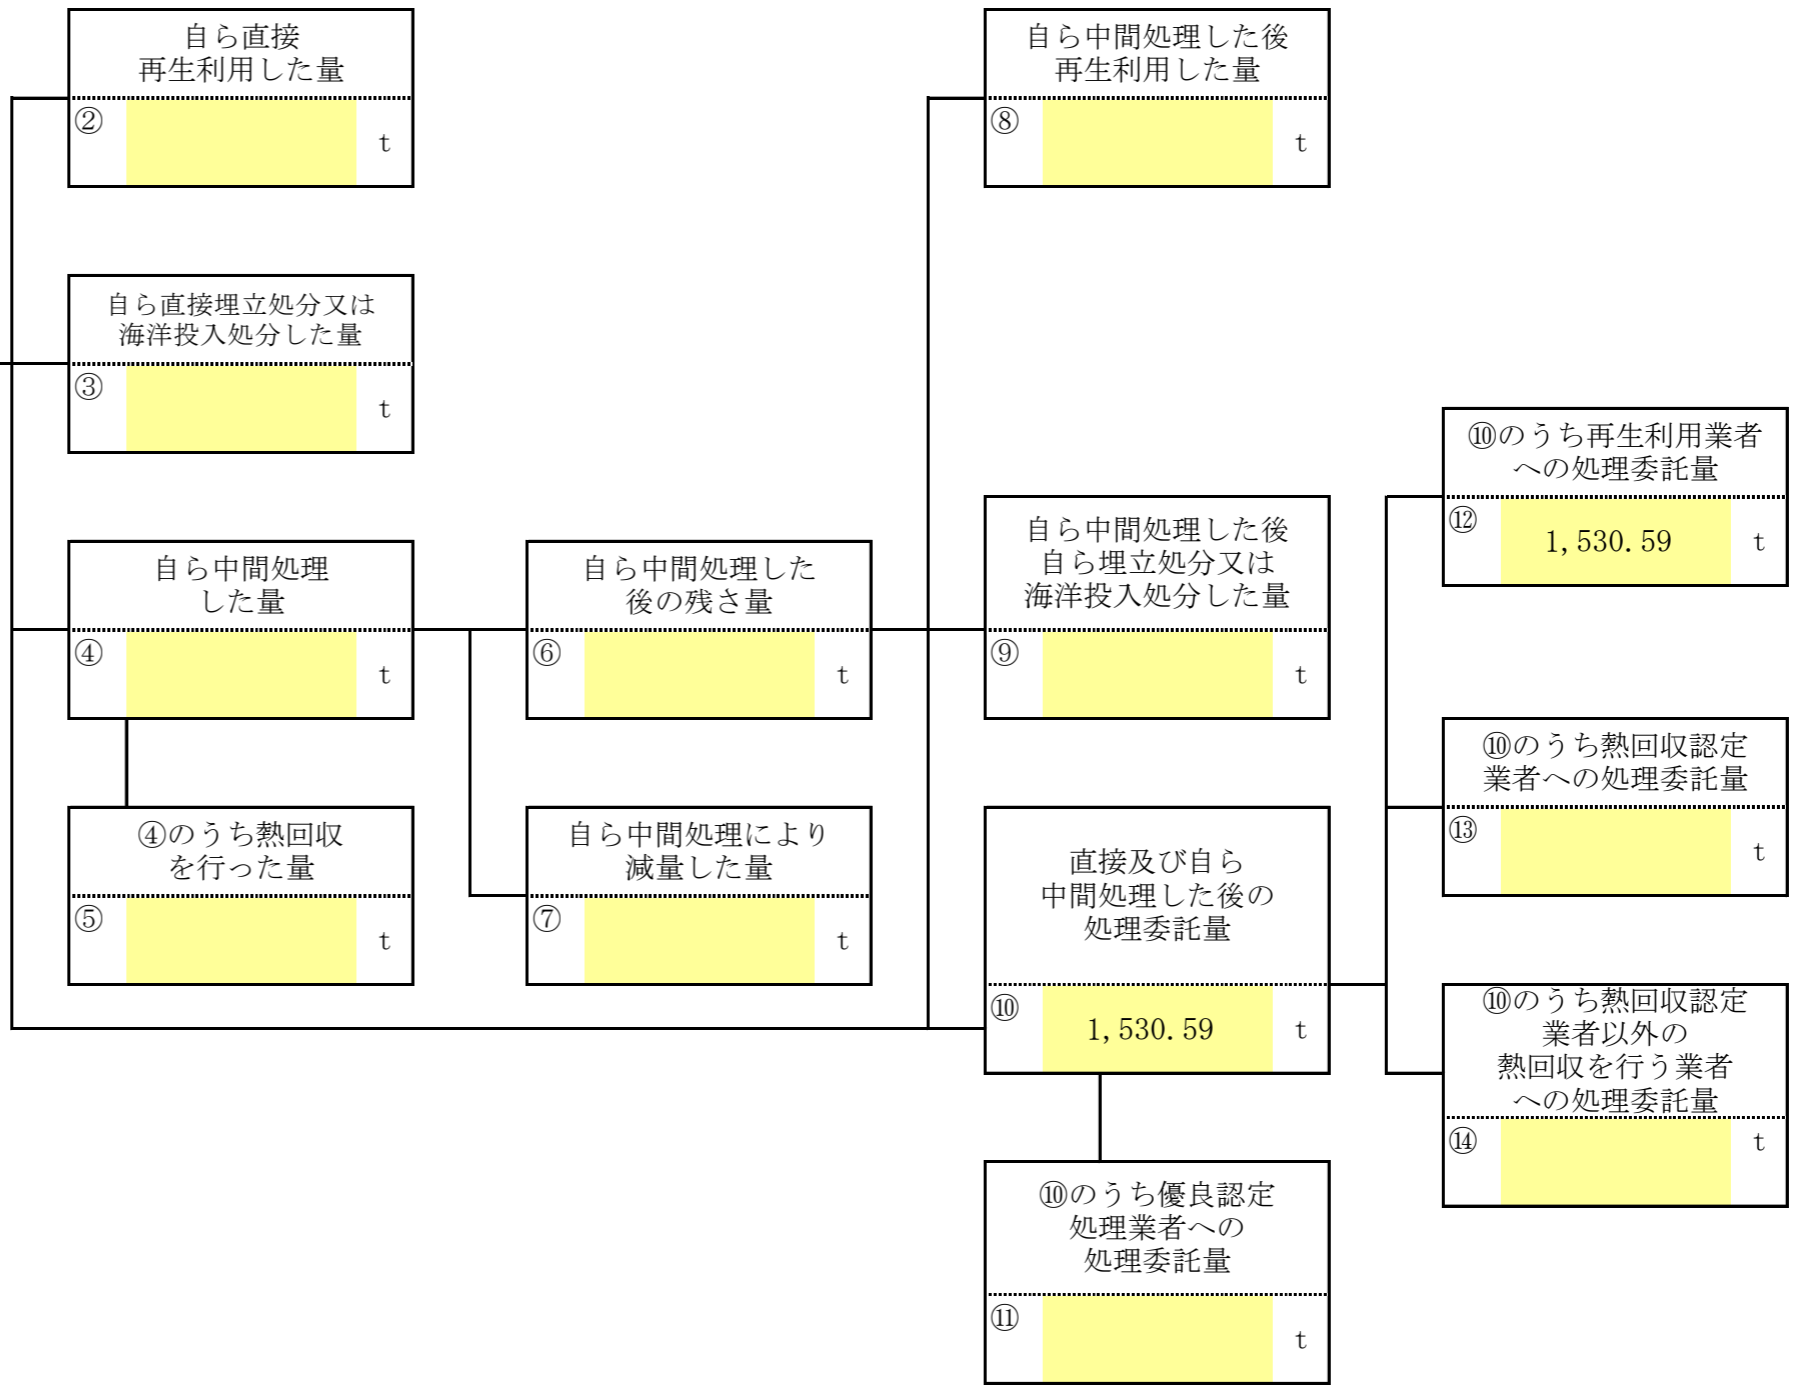 自ら直接
再生利用した量
②
t
自ら直接埋立処分又は
海洋投入処分した量
③
t
自ら中間処理
した量
④
t
④のうち熱回収
を行った量
⑤
t
自ら中間処理した
後の残さ量
⑥
t
自ら中間処理により
減量した量
⑦
t
自ら中間処理した後
再生利用した量
⑧
t
自ら中間処理した後
自ら埋立処分又は
海洋投入処分した量
⑨
t
直接及び自ら
中間処理した後の
処理委託量
⑩ 1,530.59 t
⑩のうち優良認定
処理業者への
処理委託量
⑪
t
⑩のうち再生利用業者
への処理委託量
⑫ 1,530.59 t
⑩のうち熱回収認定
業者への処理委託量
⑬
t
⑩のうち熱回収認定
業者以外の
熱回収を行う業者
への処理委託量
⑭ t